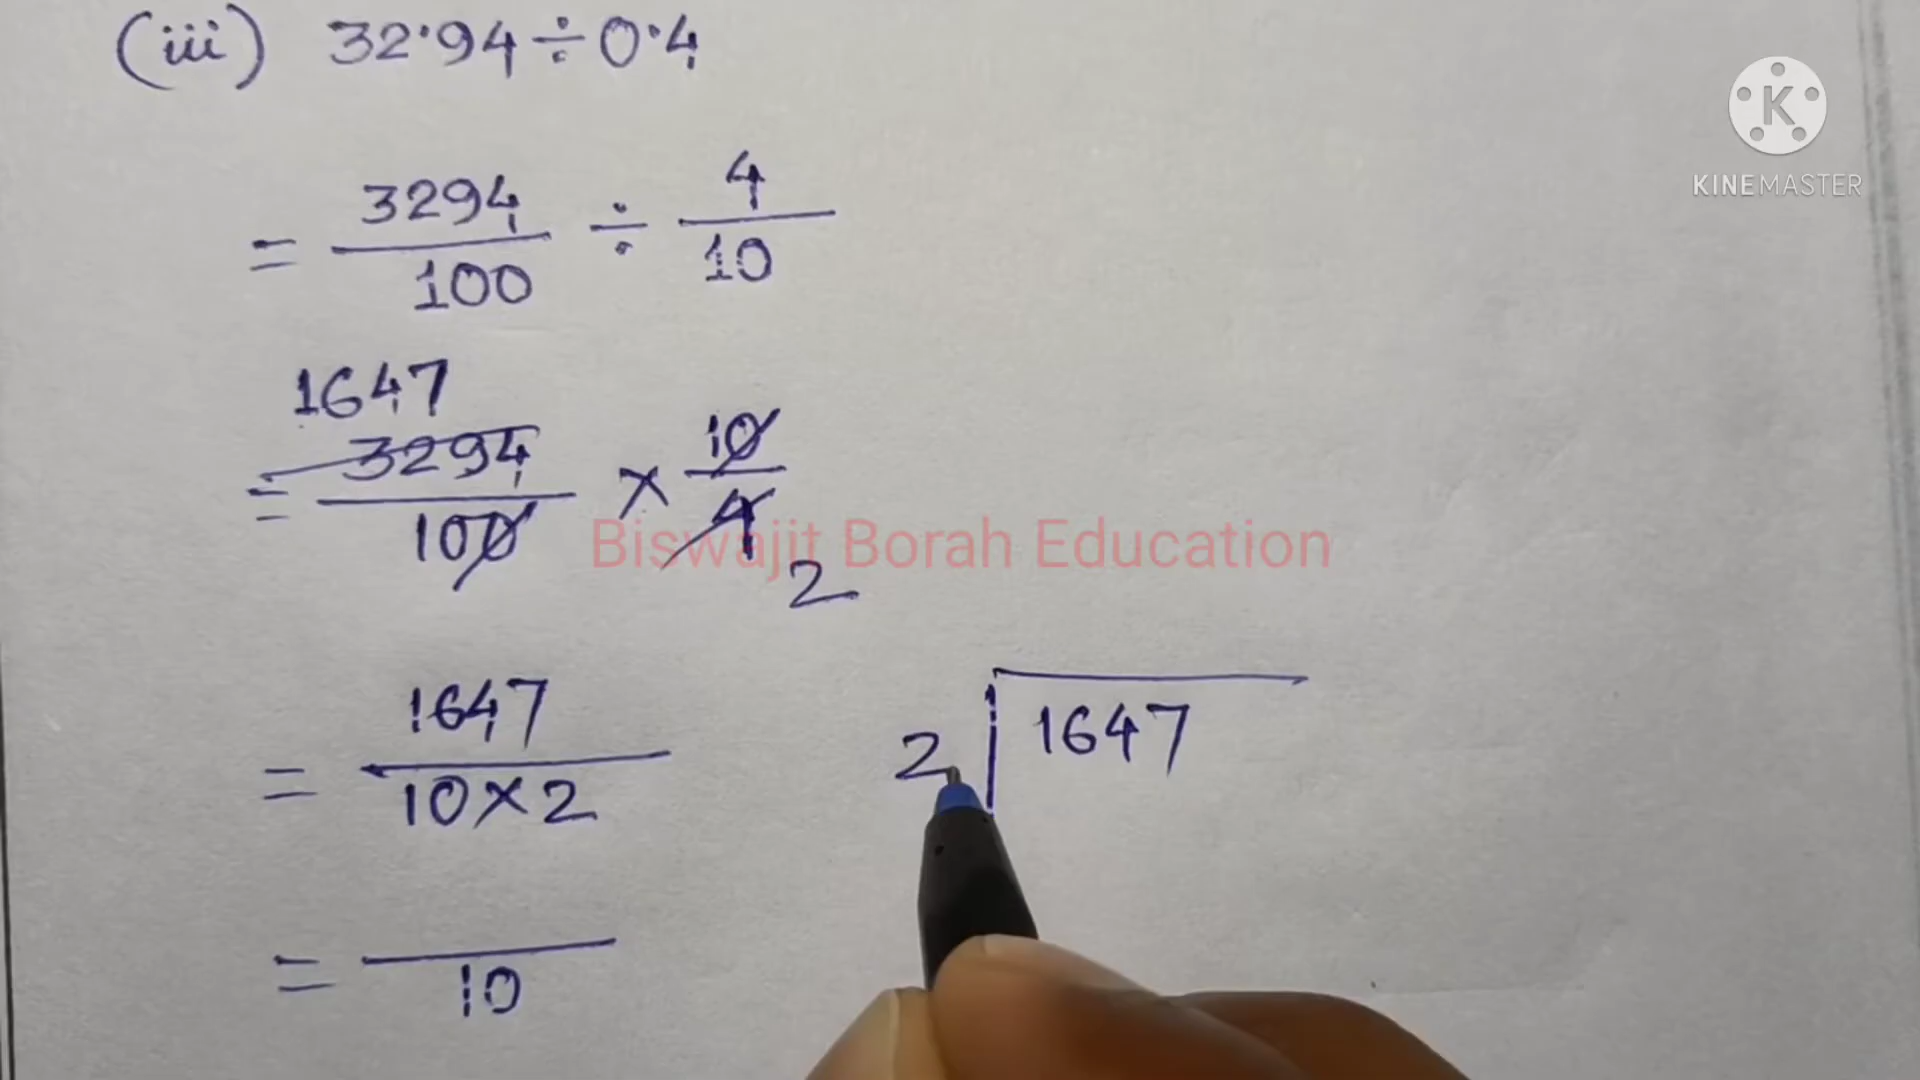 (iii) 32·94 ÷ 0·4
K
KINEMASTER
= 3294/100 ÷ 4/10
1647
= 3294/100 × 10/4
2
Biswajit Borah Education
= 1647/10×2
2 1647
= /10